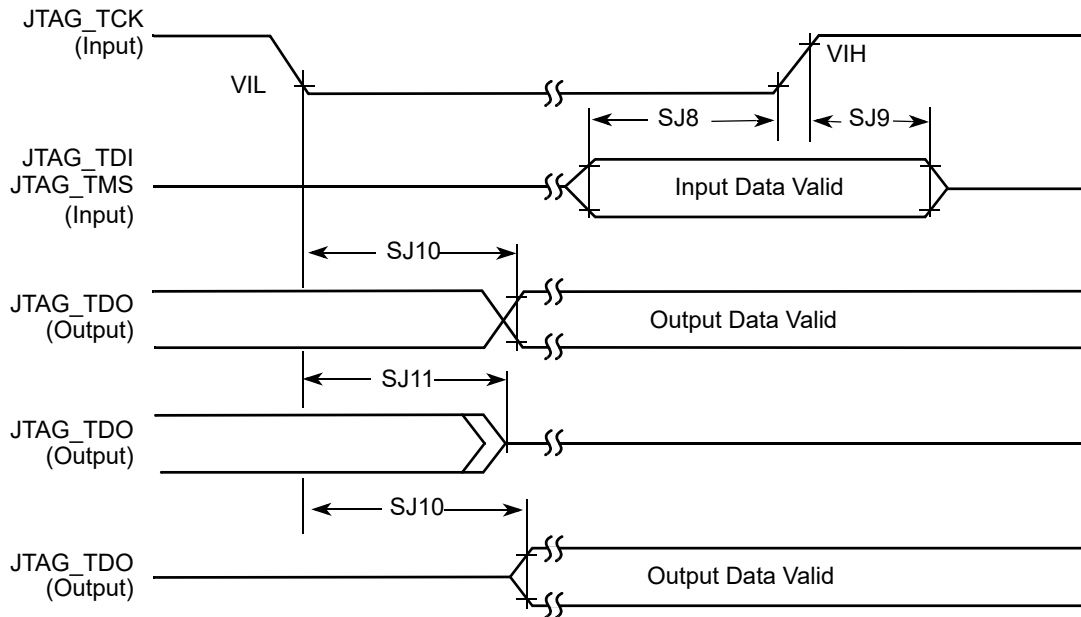 JTAG_TCK
(Input)
VIH
VIL
SJ8
SJ9
JTAG_TDI
JTAG_TMS
(Input)
Input Data Valid
SJ10
JTAG_TDO
(Output)
Output Data Valid
SJ11
JTAG_TDO
(Output)
SJ10
JTAG_TDO
(Output)
Output Data Valid